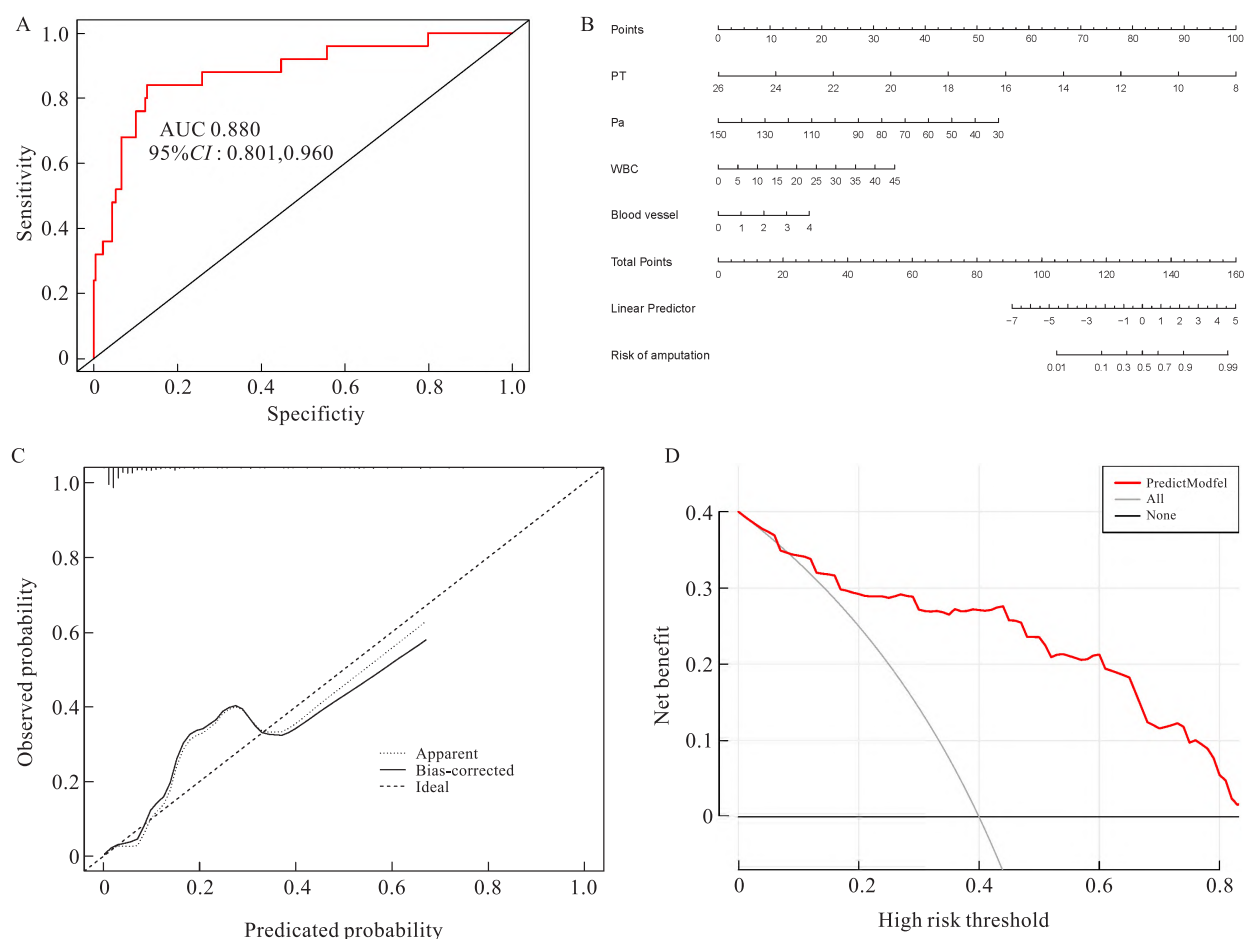 A
Sensitivity
1.0
0.8
0.6
0.4
0.2
0
AUC 0.880
95%CI : 0.801,0.960
0 0.2 0.4 0.6 0.8 1.0
Specifictiy
B
Points
0 10 20 30 40 50 60 70 80 90 100
PT
26 24 22 20 18 16 14 12 10 8
Pa
150 130 110 90 80 70 60 50 40 30
WBC
0 5 10 15 20 25 30 35 40 45
Blood vessel
0 1 2 3 4
Total Points
0 20 40 60 80 100 120 140 160
Linear Predictor
−7 −5 −3 −1 0 1 2 3 4 5
Risk of amputation
0.01 0.1 0.3 0.5 0.7 0.9 0.99
C
Observed probability
1.0
0.8
0.6
0.4
0.2
0
Apparent
Bias-corrected
Ideal
0 0.2 0.4 0.6 0.8 1.0
Predicated probability
D
Net benefit
0.4
0.3
0.2
0.1
0
PredictModfel
All
None
0 0.2 0.4 0.6 0.8
High risk threshold